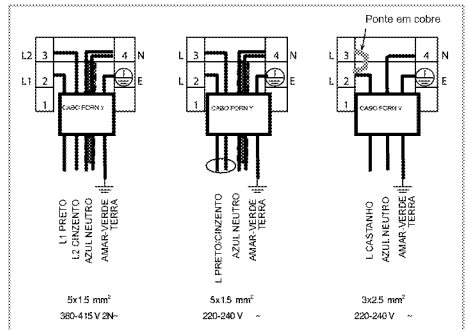 Ponte em cobre
L2 3 4 N
L1 2 E
1
CABO FORN Y
L1 PRETO
L2 CINZENTO
AZUL NEUTRO
AMAR-VERDE
TERRA
5x1.5 mm²
380-415 V 2N~
L 3 4 N
L 2 E
1
CABO FORN Y
L PRETO/CINZENTO
AZUL NEUTRO
AMAR-VERDE
TERRA
5x1.5 mm²
220-240 V ~
L 3 4 N
L 2 E
1
CABO FORN V
L CASTANHO
AZUL NEUTRO
AMAR-VERDE
TERRA
3x2.5 mm²
220-240 V ~